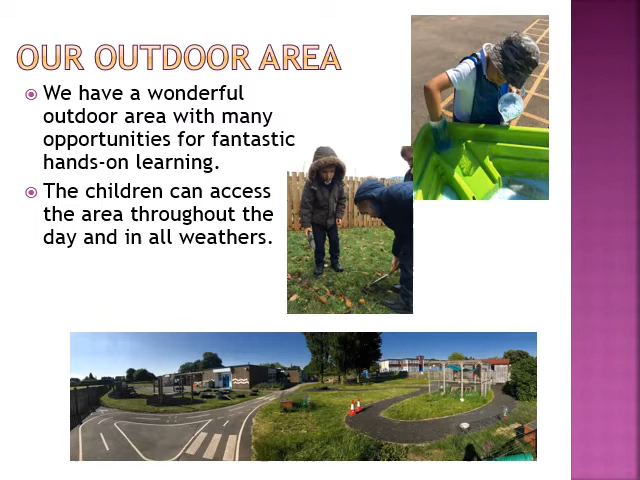 OUR OUTDOOR AREA
We have a wonderful
outdoor area with many
opportunities for fantastic
hands-on learning.
The children can access
the area throughout the
day and in all weathers.